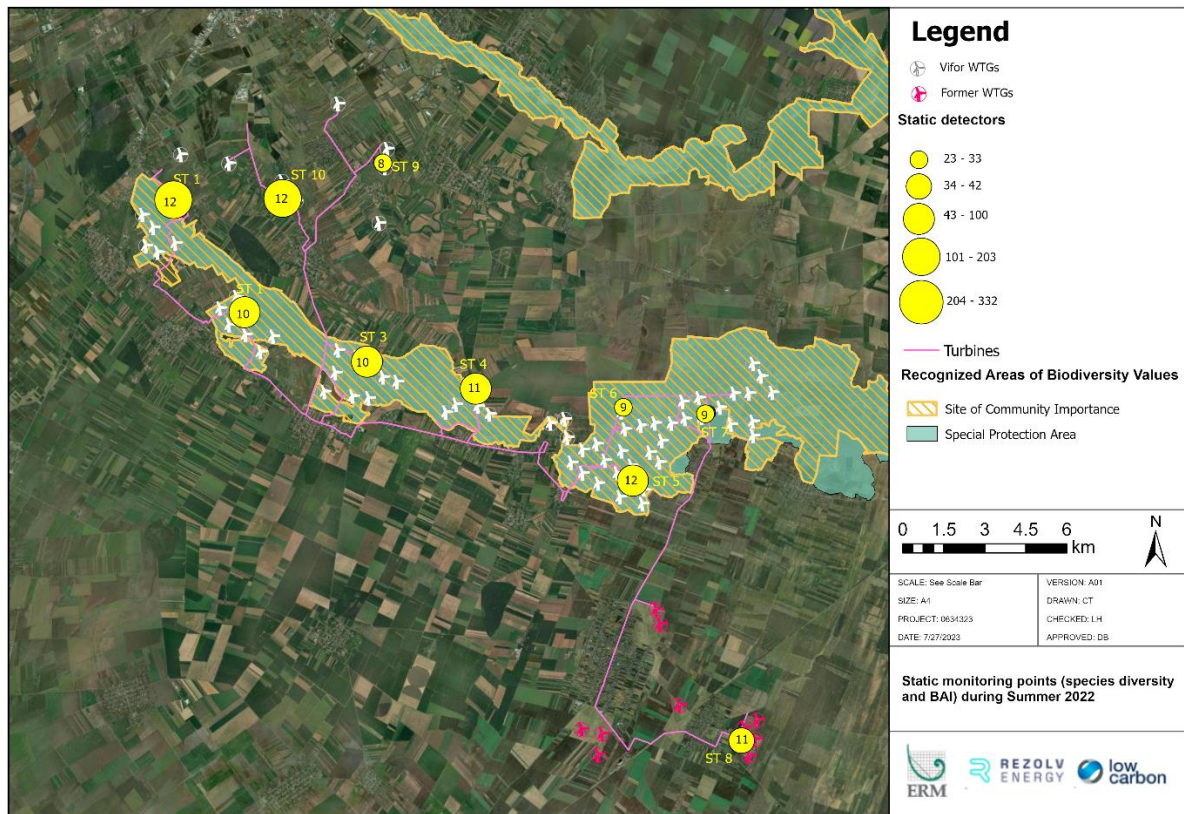 ST 1
12
ST 10
12
8
ST 9
ST 1
10
ST 3
10
ST 4
11
ST 6
9
9
ST 7
12
ST 5
ST 8
11
Legend
Vifor WTGs
Former WTGs
Static detectors
23 - 33
34 - 42
43 - 100
101 - 203
204 - 332
Turbines
Recognized Areas of Biodiversity Values
Site of Community Importance
Special Protection Area
0 1.5 3 4.5 6
km
N
SCALE: See Scale Bar
VERSION: A01
SIZE: A4
DRAWN: CT
PROJECT: 0634323
CHECKED: LH
DATE: 7/27/2023
APPROVED: DB
Static monitoring points (species diversity
and BAI) during Summer 2022
ERM
REZOLV
ENERGY
low
carbon